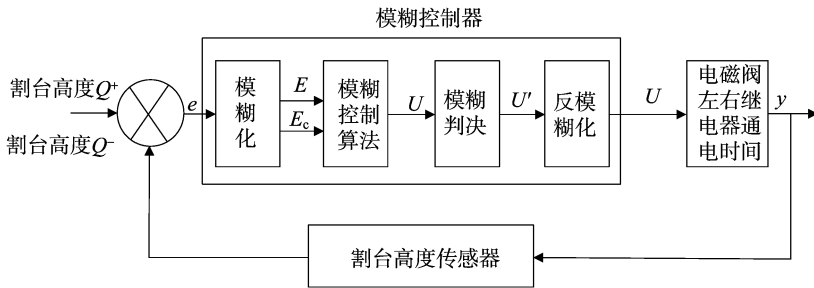 模糊控制器
割台高度Q+
割台高度Q−
e
模糊化
E
Ec
模糊控制算法
U
模糊判决
U′
反模糊化
U
电磁阀左右继电器通电时间
y
割台高度传感器